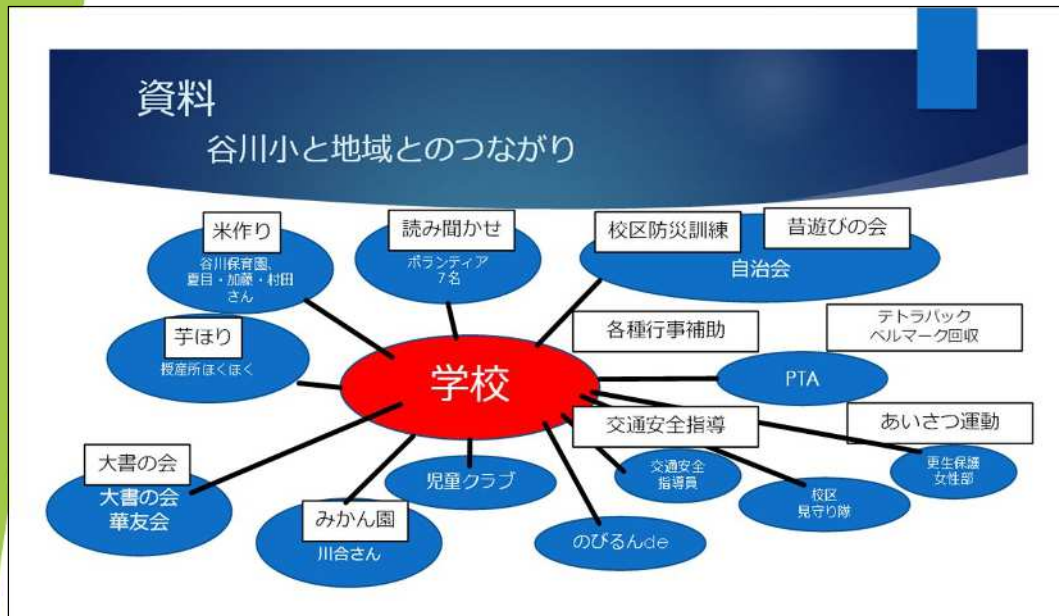 資料
谷川小と地域とのつながり
米作り
谷川保育園、
夏目・加藤・村田
さん
読み聞かせ
ボランティア
7名
校区防災訓練
昔遊びの会
自治会
芋ほり
授産所ほくほく
学校
各種行事補助
テトラパック
ベルマーク回収
PTA
大書の会
大書の会
華友会
みかん園
川合さん
児童クラブ
のびるんde
交通安全指導
交通安全
指導員
校区
見守り隊
あいさつ運動
更生保護
女性部